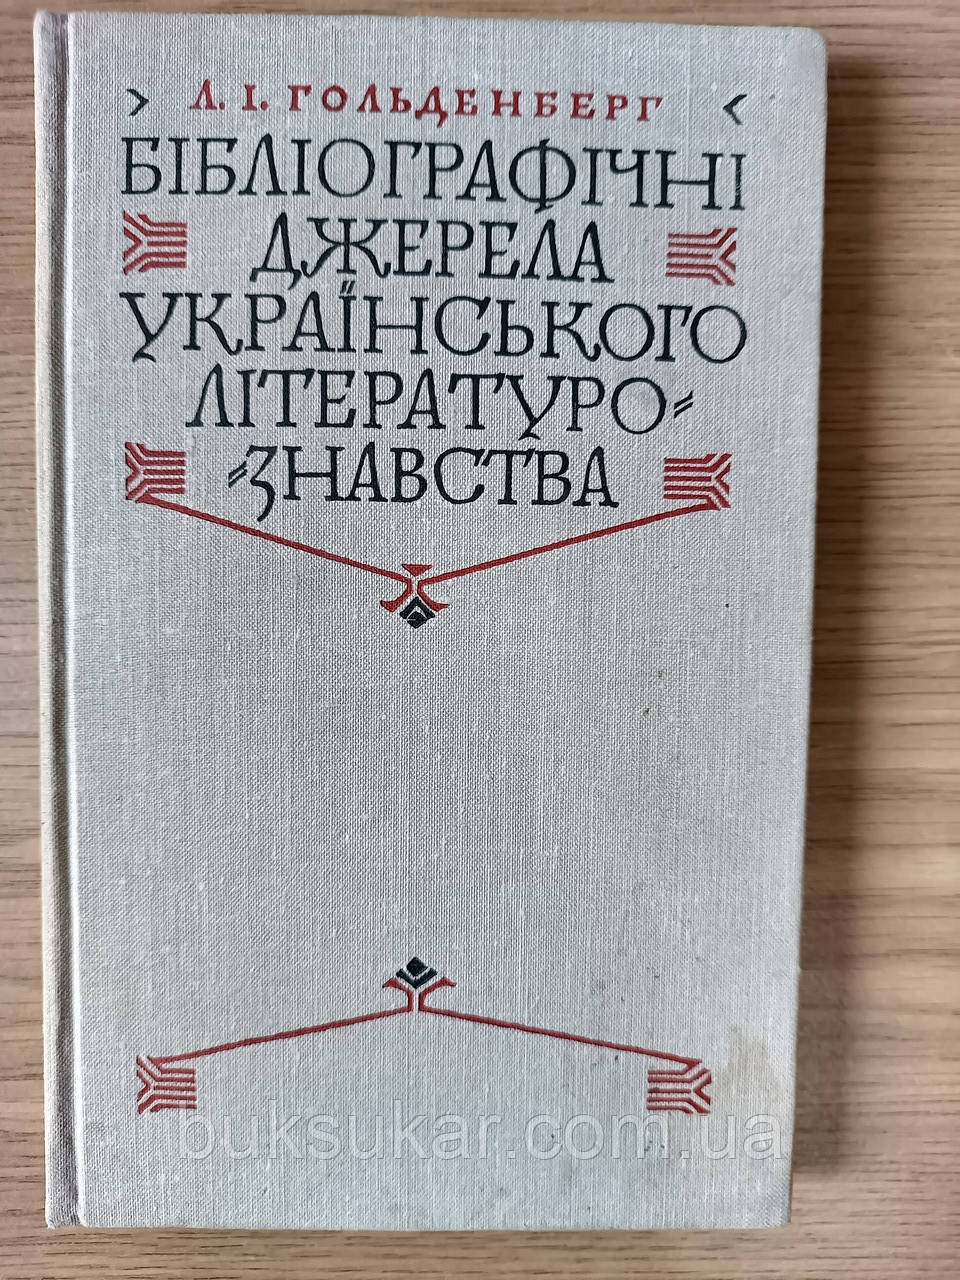 Л. І. ГОЛЬДЕНБЕРГ
БІБЛІОГРАФІЧНІ
ДЖЕРЕЛА
УКРАЇНСЬКОГО
ЛІТЕРАТУРО=
=ЗНАВСТВА
buksukar.com.ua